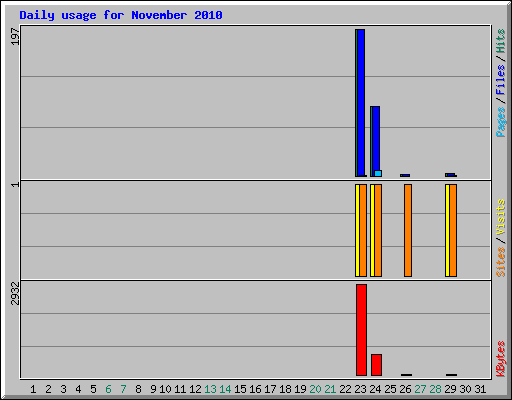 Daily usage for November 2010
197
Pages / Files / Hits
1
Sites / Visits
2932
KBytes
1 2 3 4 5 6 7 8 9 10 11 12 13 14 15 16 17 18 19 20 21 22 23 24 25 26 27 28 29 30 31